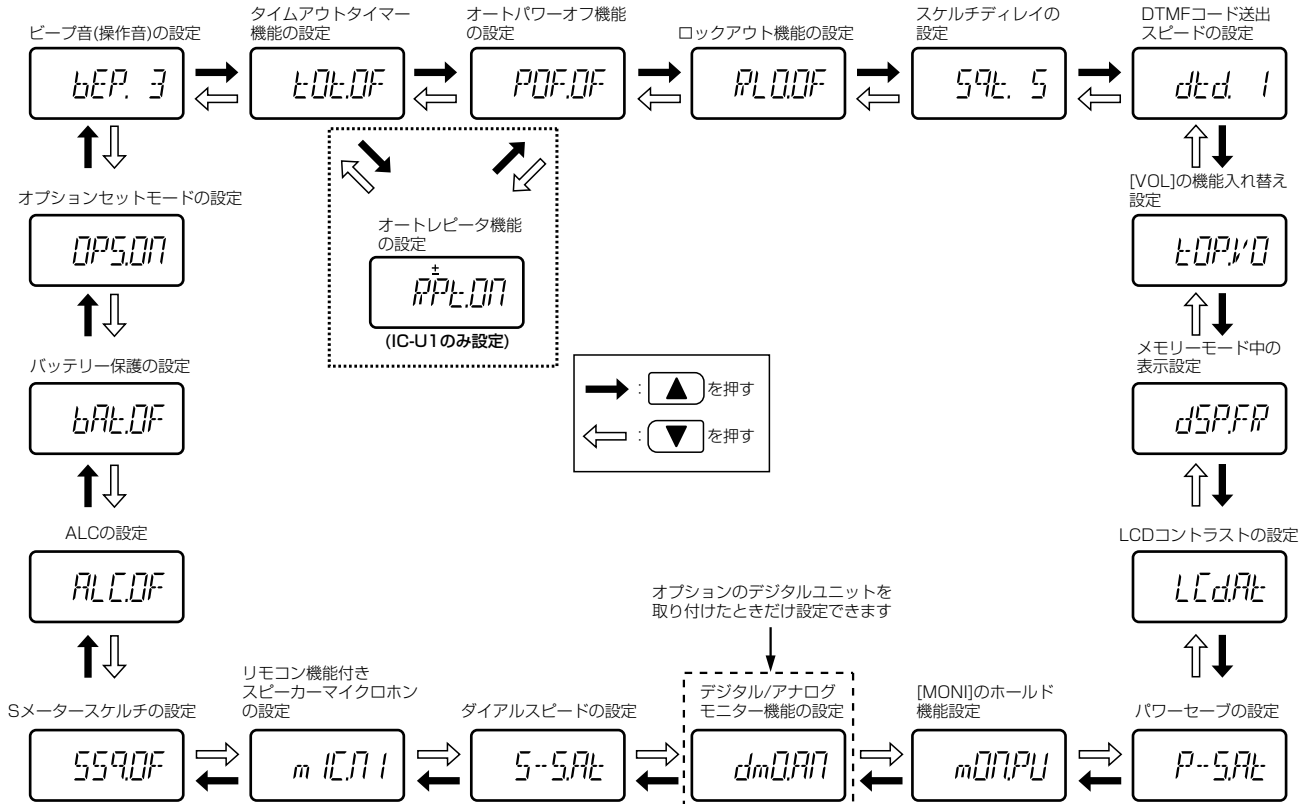 ビープ音(操作音)の設定
bEP. 3
タイムアウトタイマー
機能の設定
tOt.OF
オートパワーオフ機能
の設定
POF.OF
ロックアウト機能の設定
RLO.OF
スケルチディレイの
設定
Sqt. S
DTMFコード送出
スピードの設定
dtd. 1
オプションセットモードの設定
OPS.ON
オートレピータ機能
の設定
±
RPt.ON
(IC-U1のみ設定)
[VOL]の機能入れ替え
設定
tOP.VO
バッテリー保護の設定
bAt.OF
➡ : ▲ を押す
⇦ : ▼ を押す
メモリーモード中の
表示設定
dSP.FR
ALCの設定
ALC.OF
LCDコントラストの設定
LCd.At
オプションのデジタルユニットを
取り付けたときだけ設定できます
Sメータースケルチの設定
SSq.OF
リモコン機能付き
スピーカーマイクロホン
の設定
mIC.N1
ダイアルスピードの設定
S-S.At
デジタル/アナログ
モニター機能の設定
dmO.AN
[MONI]のホールド
機能設定
mON.PU
パワーセーブの設定
P-S.At